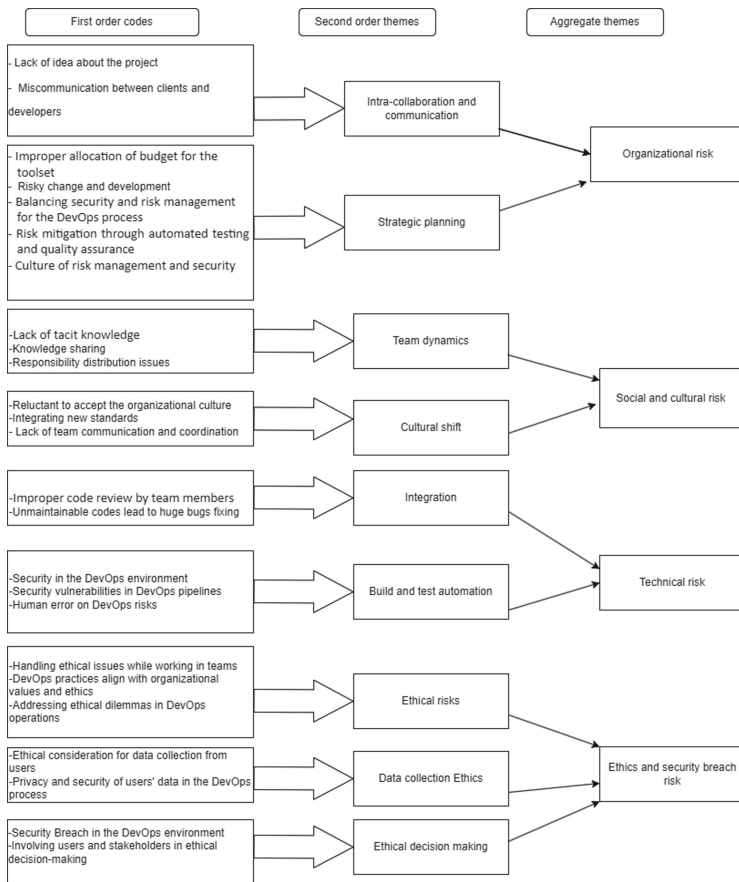 First order codes
Second order themes
Aggregate themes
- Lack of idea about the project
- Miscommunication between clients and
developers
Intra-collaboration and
communication
Organizational risk
- Improper allocation of budget for the
toolset
- Risky change and development
- Balancing security and risk management
for the DevOps process
- Risk mitigation through automated testing
and quality assurance
- Culture of risk management and security
Strategic planning
-Lack of tacit knowledge
-Knowledge sharing
-Responsibility distribution issues
Team dynamics
Social and cultural risk
-Reluctant to accept the organizational culture
-Integrating new standards
- Lack of team communication and coordination
Cultural shift
-Improper code review by team members
-Unmaintainable codes lead to huge bugs fixing
Integration
Technical risk
-Security in the DevOps environment
-Security vulnerabilities in DevOps pipelines
-Human error on DevOps risks
Build and test automation
-Handling ethical issues while working in teams
-DevOps practices align with organizational
values and ethics
-Addressing ethical dilemmas in DevOps
operations
Ethical risks
Ethics and security breach
risk
-Ethical consideration for data collection from
users
-Privacy and security of users' data in the DevOps
process
Data collection Ethics
-Security Breach in the DevOps environment
-Involving users and stakeholders in ethical
decision-making
Ethical decision making